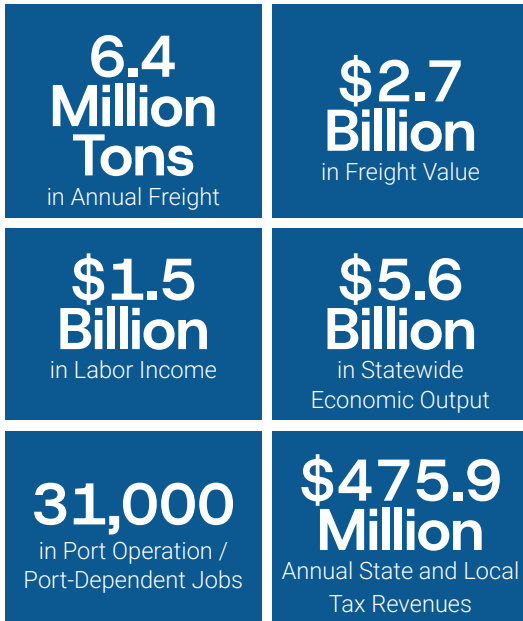 6.4
Million
Tons
in Annual Freight
$2.7
Billion
in Freight Value
$1.5
Billion
in Labor Income
$5.6
Billion
in Statewide
Economic Output
31,000
in Port Operation /
Port-Dependent Jobs
$475.9
Million
Annual State and Local
Tax Revenues